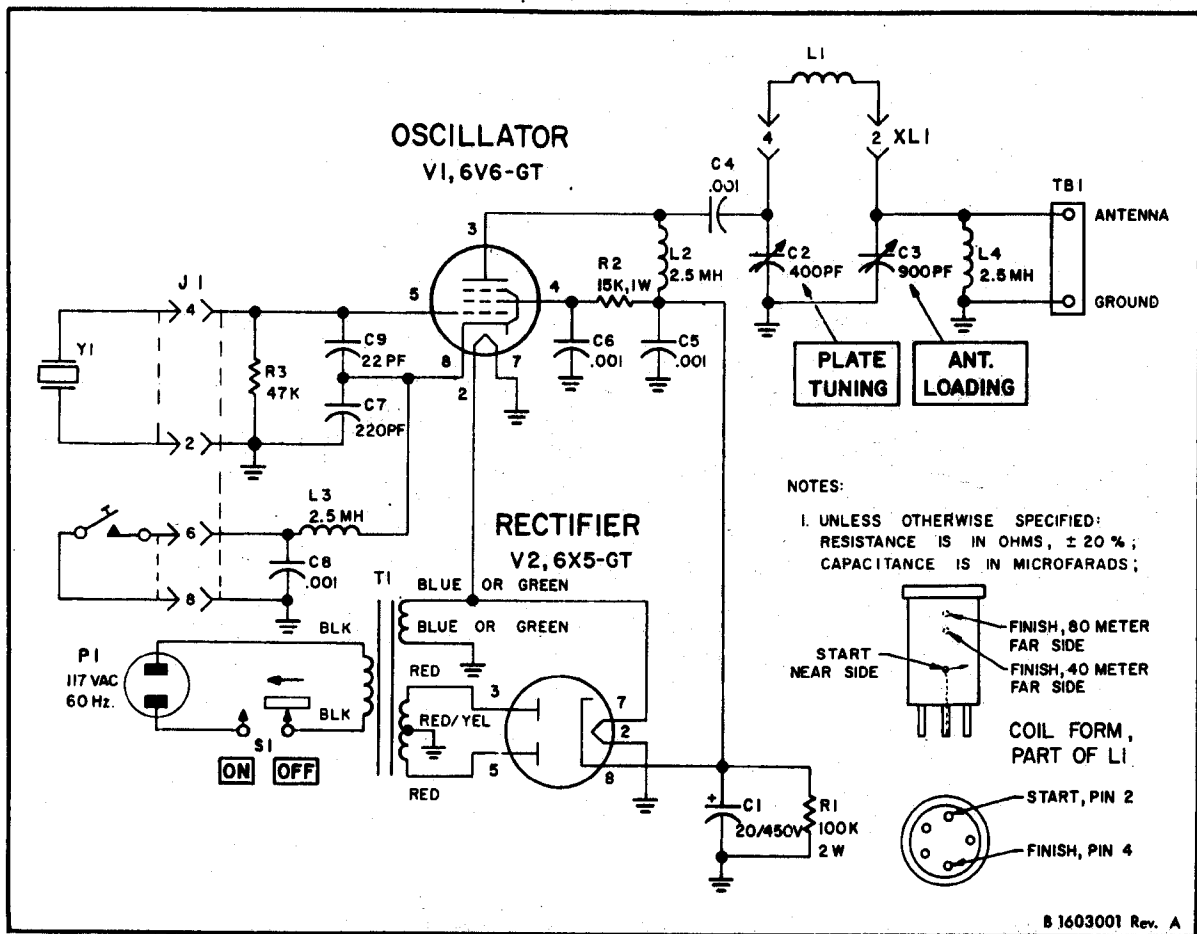 L1
4
2 XL1
OSCILLATOR
V1, 6V6-GT
C4
.001
TB1
ANTENNA
3
L2
2.5 MH
C2
400PF
C3
900PF
L4
2.5 MH
R2
15K, 1W
J1
4
5
4
GROUND
C9
22 PF
8
7
C6
.001
C5
.001
PLATE
TUNING
ANT.
LOADING
Y1
R3
47K
2
C7
220PF
2
NOTES:
L3
2.5 MH
RECTIFIER
V2, 6X5-GT
1. UNLESS OTHERWISE SPECIFIED:
RESISTANCE IS IN OHMS, ± 20 % ;
CAPACITANCE IS IN MICROFARADS ;
6
C8
.001
T1
BLUE OR GREEN
8
BLUE OR GREEN
BLK
FINISH, 80 METER
FAR SIDE
START
NEAR SIDE
FINISH, 40 METER
FAR SIDE
P1
117 VAC
60 Hz.
RED
3
7
RED/YEL
BLK
2
COIL FORM,
PART OF L1
S1
ON
OFF
5
8
RED
START, PIN 2
+
C1
20/450V
R1
100K
2W
FINISH, PIN 4
B 1603001 Rev. A